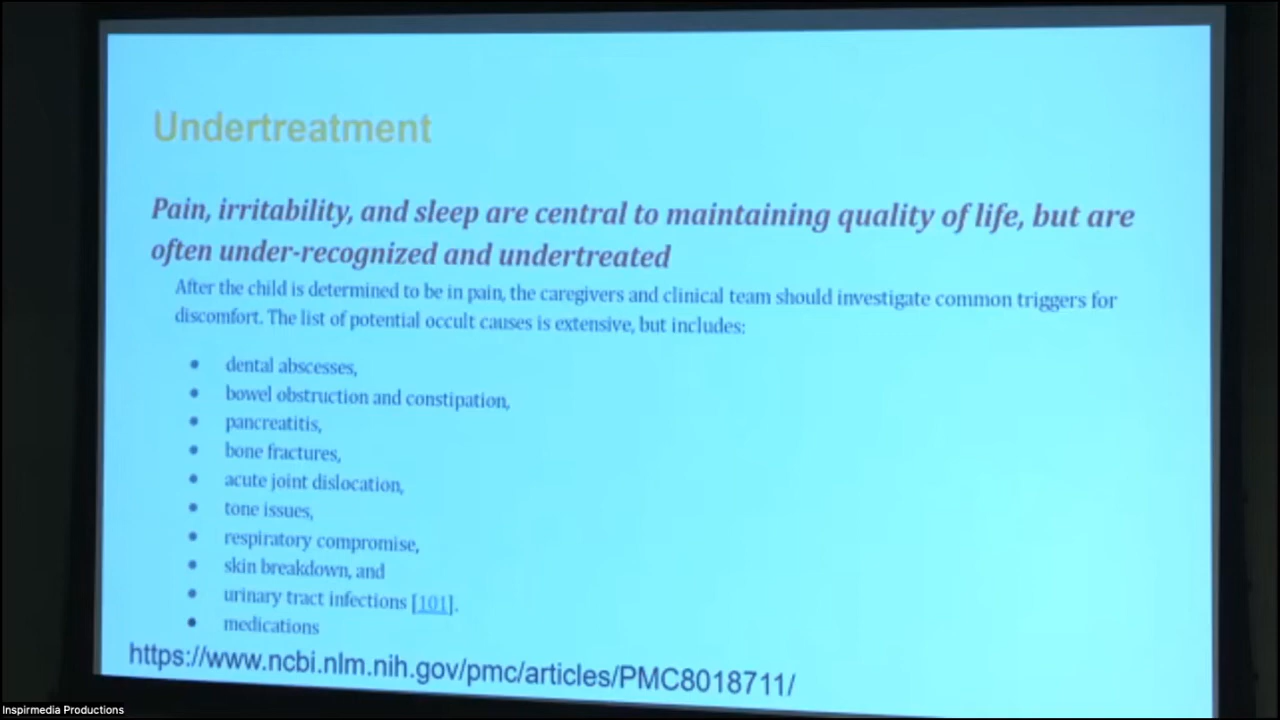 Undertreatment
Pain, irritability, and sleep are central to maintaining quality of life, but are
often under-recognized and undertreated
After the child is determined to be in pain, the caregivers and clinical team should investigate common triggers for
discomfort. The list of potential occult causes is extensive, but includes:
• dental abscesses,
• bowel obstruction and constipation,
• pancreatitis,
• bone fractures,
• acute joint dislocation,
• tone issues,
• respiratory compromise,
• skin breakdown, and
• urinary tract infections [101].
• medications
https://www.ncbi.nlm.nih.gov/pmc/articles/PMC8018711/
Inspirmedia Productions